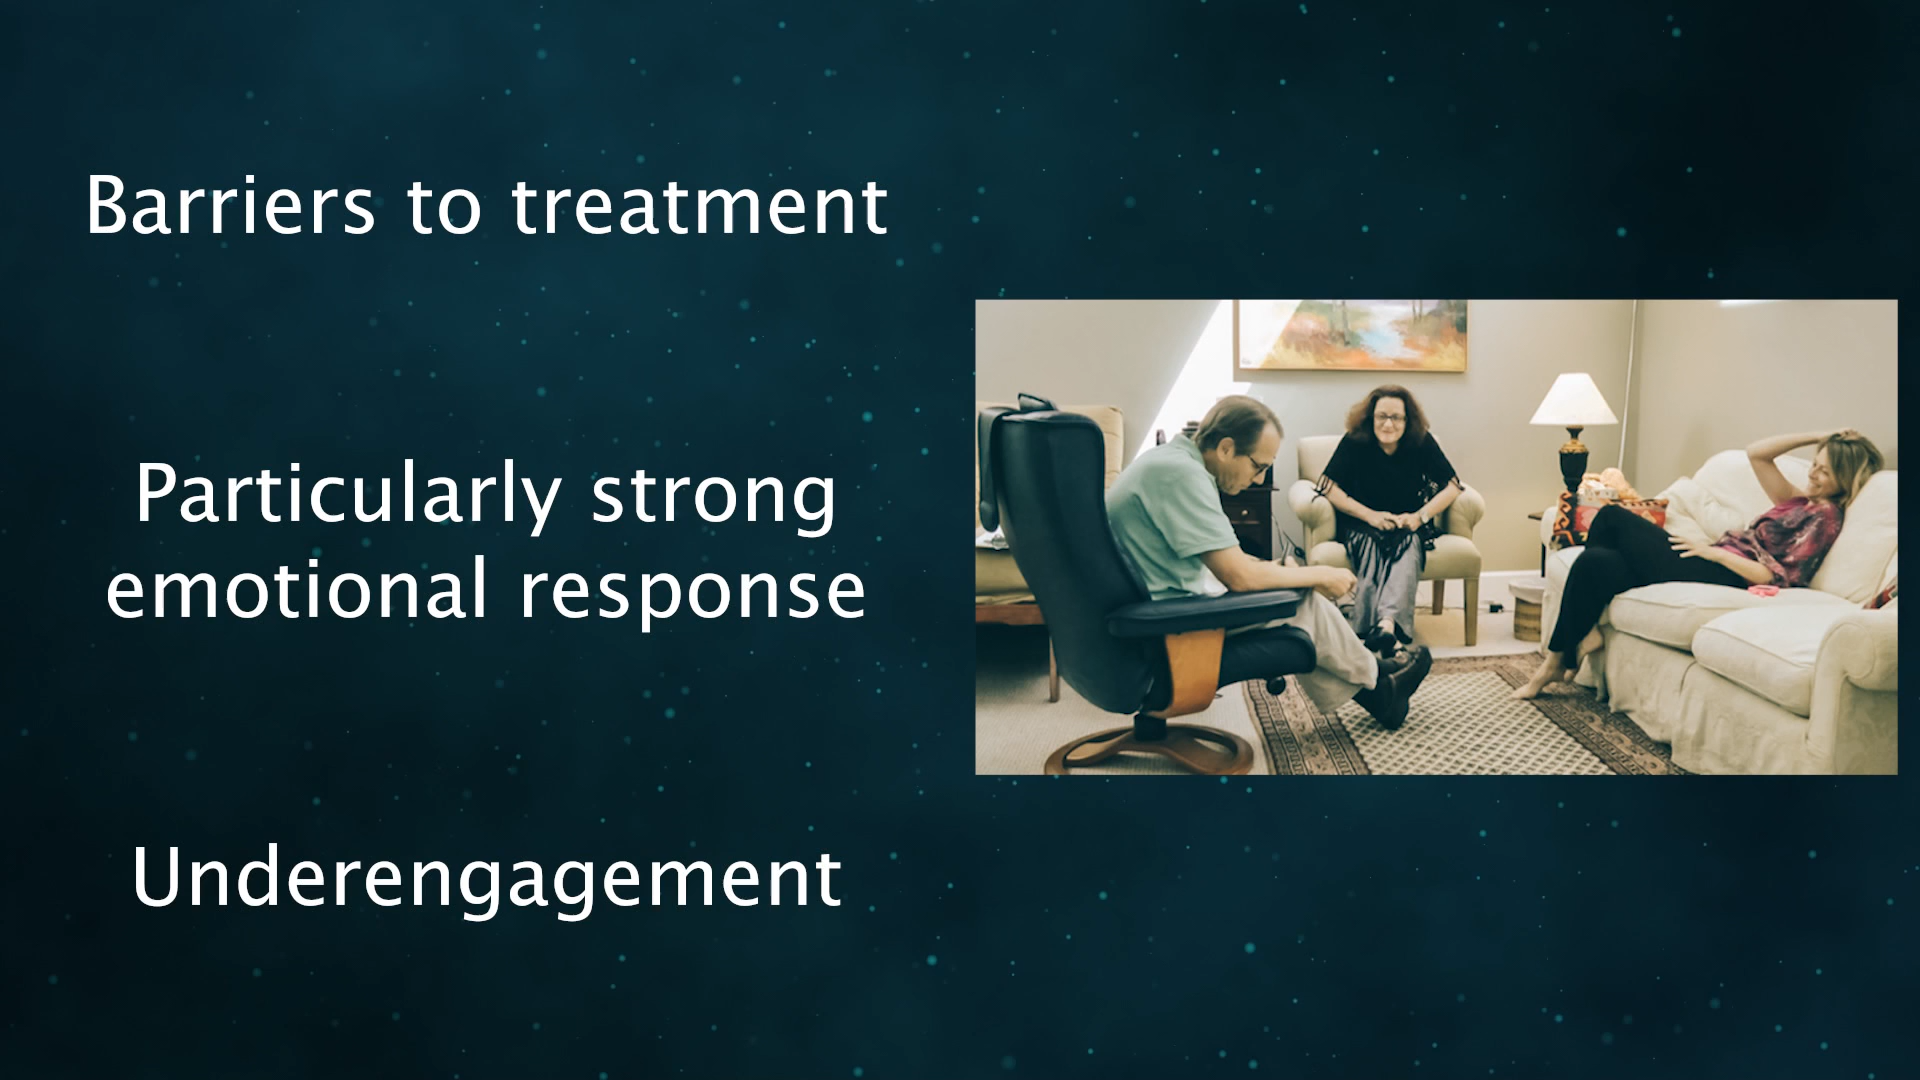 Barriers to treatment
Particularly strong
emotional response
Underengagement